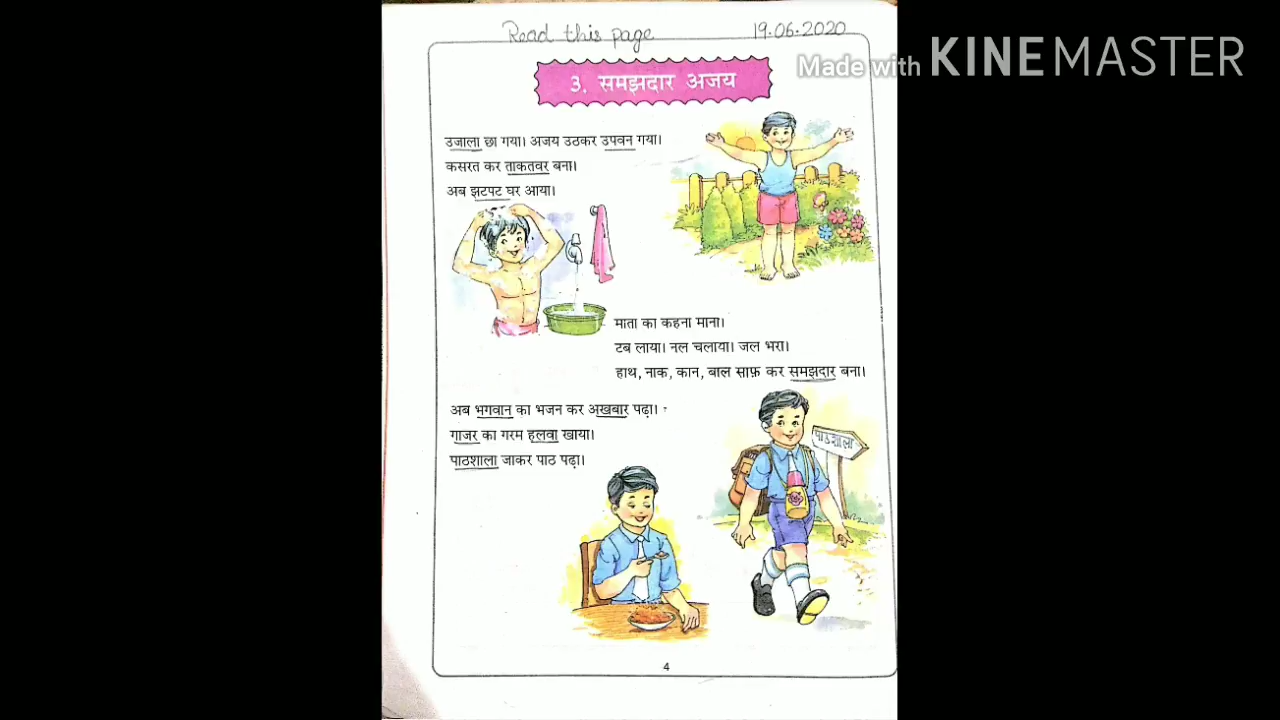 Read this page
19.06.2020
Made with KINEMASTER
3. समझदार अजय
उजाला छा गया। अजय उठकर उपवन गया।
कसरत कर ताकतवर बना।
अब झटपट घर आया।
माता का कहना माना।
टब लाया। नल चलाया। जल भरा।
हाथ, नाक, कान, बाल साफ़ कर समझदार बना।
अब भगवान का भजन कर अखबार पढ़ा।
गाजर का गरम हलवा खाया।
पाठशाला जाकर पाठ पढ़ा।
पाठशाला
4